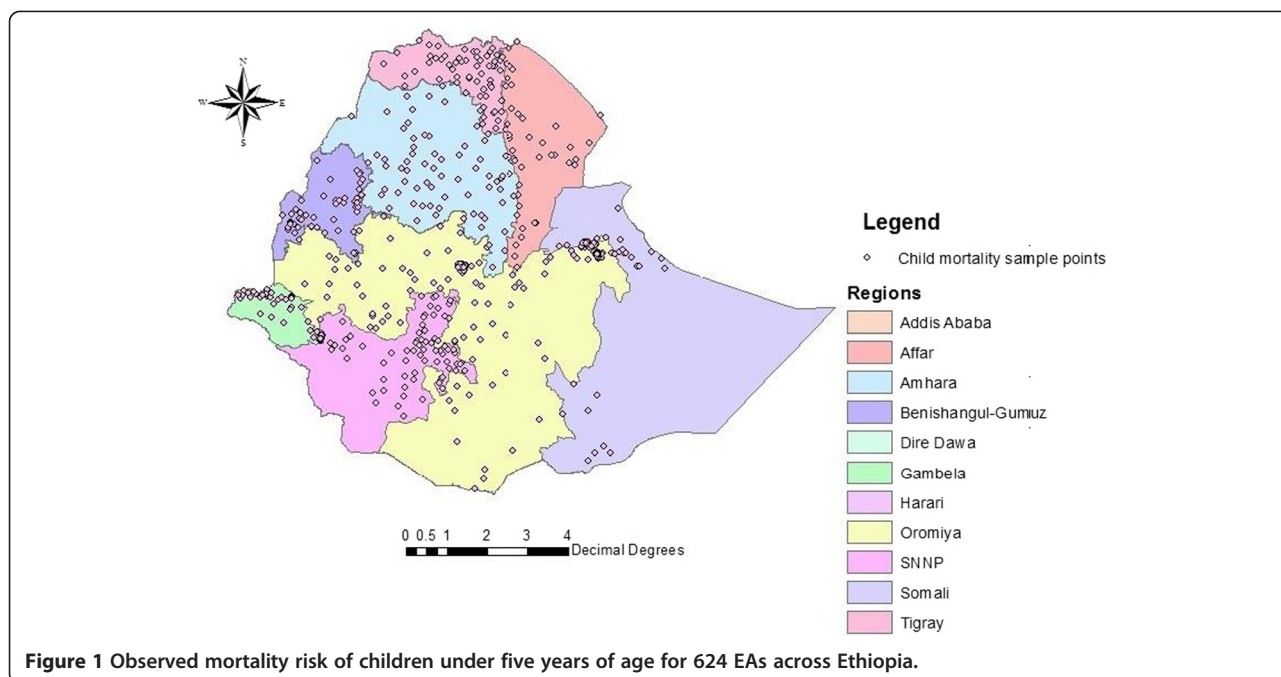 N
W E
S
Legend
Child mortality sample points
Regions
Addis Ababa
Affar
Amhara
Benishangul-Gumuz
Dire Dawa
Gambela
Harari
Oromiya
SNNP
Somali
Tigray
0 0.5 1 2 3 4
Decimal Degrees
Figure 1 Observed mortality risk of children under five years of age for 624 EAs across Ethiopia.